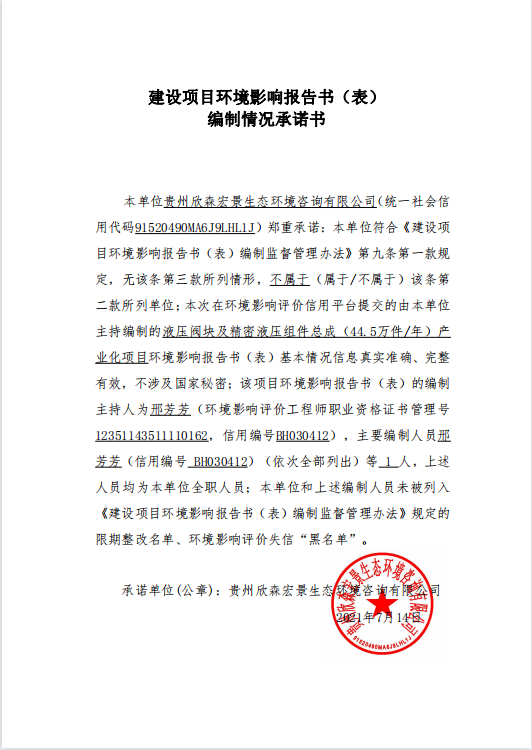 建设项目环境影响报告书（表）
编制情况承诺书
本单位贵州欣森宏景生态环境咨询有限公司(统一社会信
用代码91520490MA6J9LHL1J）郑重承诺：本单位符合《建设项
目环境影响报告书（表）编制监督管理办法》第九条第一款规
定，无该条第三款所列情形，不属于（属于/不属于）该条第
二款所列单位；本次在环境影响评价信用平台提交的由本单位
主持编制的液压阀块及精密液压组件总成（44.5万件/年）产
业化项目环境影响报告书（表）基本情况信息真实准确、完整
有效，不涉及国家秘密；该项目环境影响报告书（表）的编制
主持人为邢芳芳（环境影响评价工程师职业资格证书管理号
12351143511110162，信用编号BH030412），主要编制人员邢
芳芳（信用编号 BH030412）（依次全部列出）等 1 人，上述
人员均为本单位全职人员；本单位和上述编制人员未被列入
《建设项目环境影响报告书（表）编制监督管理办法》规定的
限期整改名单、环境影响评价失信“黑名单”。
承诺单位(公章)：贵州欣森宏景生态环境咨询有限公司
2021年7月14日
贵州欣森宏景生态环境咨询有限公司
91520490MA6J9LHL1J